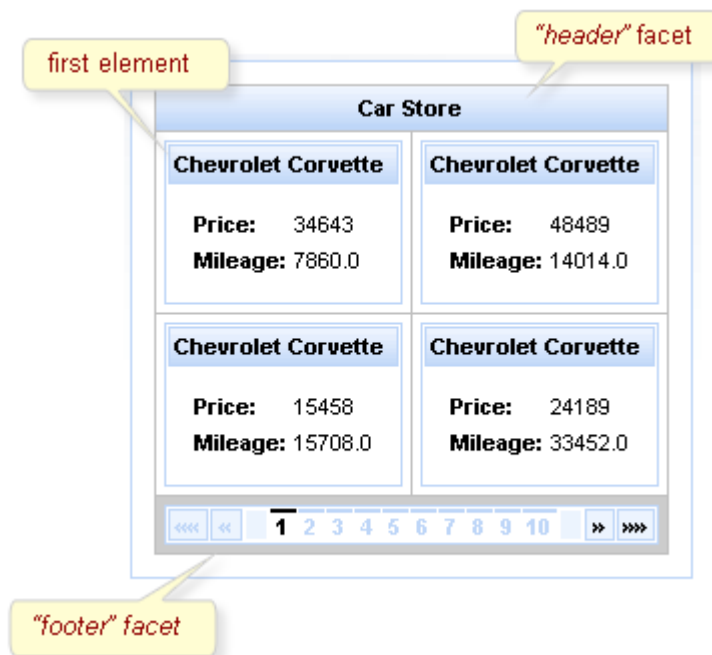 "header" facet
first element
Car Store
Chevrolet Corvette
Price: 34643
Mileage: 7860.0
Chevrolet Corvette
Price: 48489
Mileage: 14014.0
Chevrolet Corvette
Price: 15458
Mileage: 15708.0
Chevrolet Corvette
Price: 24189
Mileage: 33452.0
«« « 1 2 3 4 5 6 7 8 9 10 » »»
"footer" facet